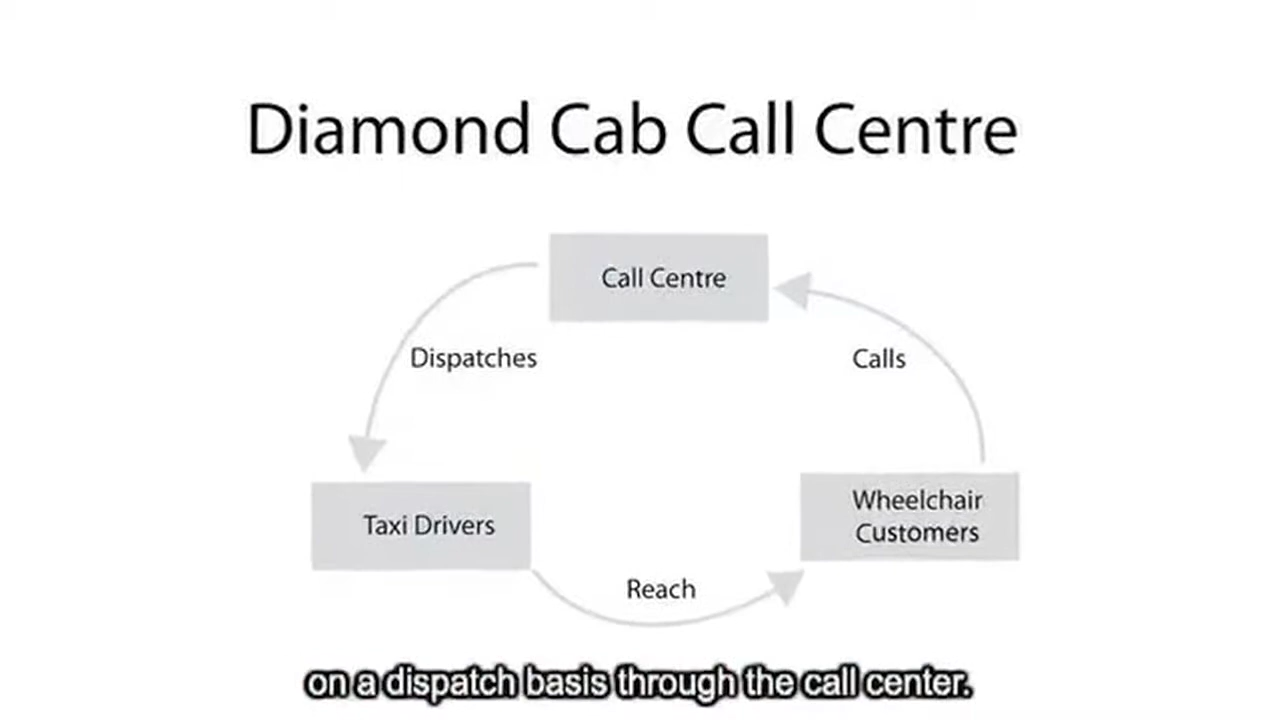 Diamond Cab Call Centre
Call Centre
Dispatches
Calls
Taxi Drivers
Wheelchair
Customers
Reach
on a dispatch basis through the call center.